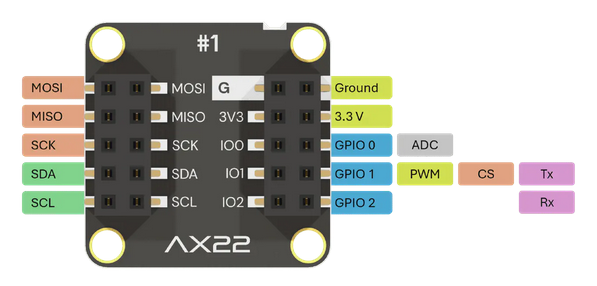 #1
MOSI MOSI G Ground
MISO MISO 3V3 3.3 V
SCK SCK IO0 GPIO 0 ADC
SDA SDA IO1 GPIO 1 PWM CS Tx
SCL SCL IO2 GPIO 2 Rx
AX22